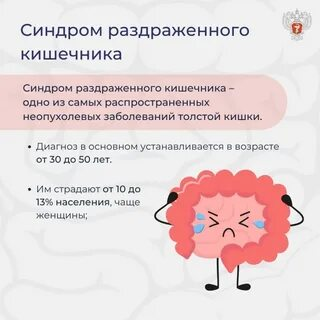 Синдром раздраженного
кишечника
Синдром раздраженного кишечника –
одно из самых распространенных
неопухолевых заболеваний толстой кишки.
• Диагноз в основном устанавливается в возрасте
от 30 до 50 лет.
• Им страдают от 10 до
13% населения, чаще
женщины;